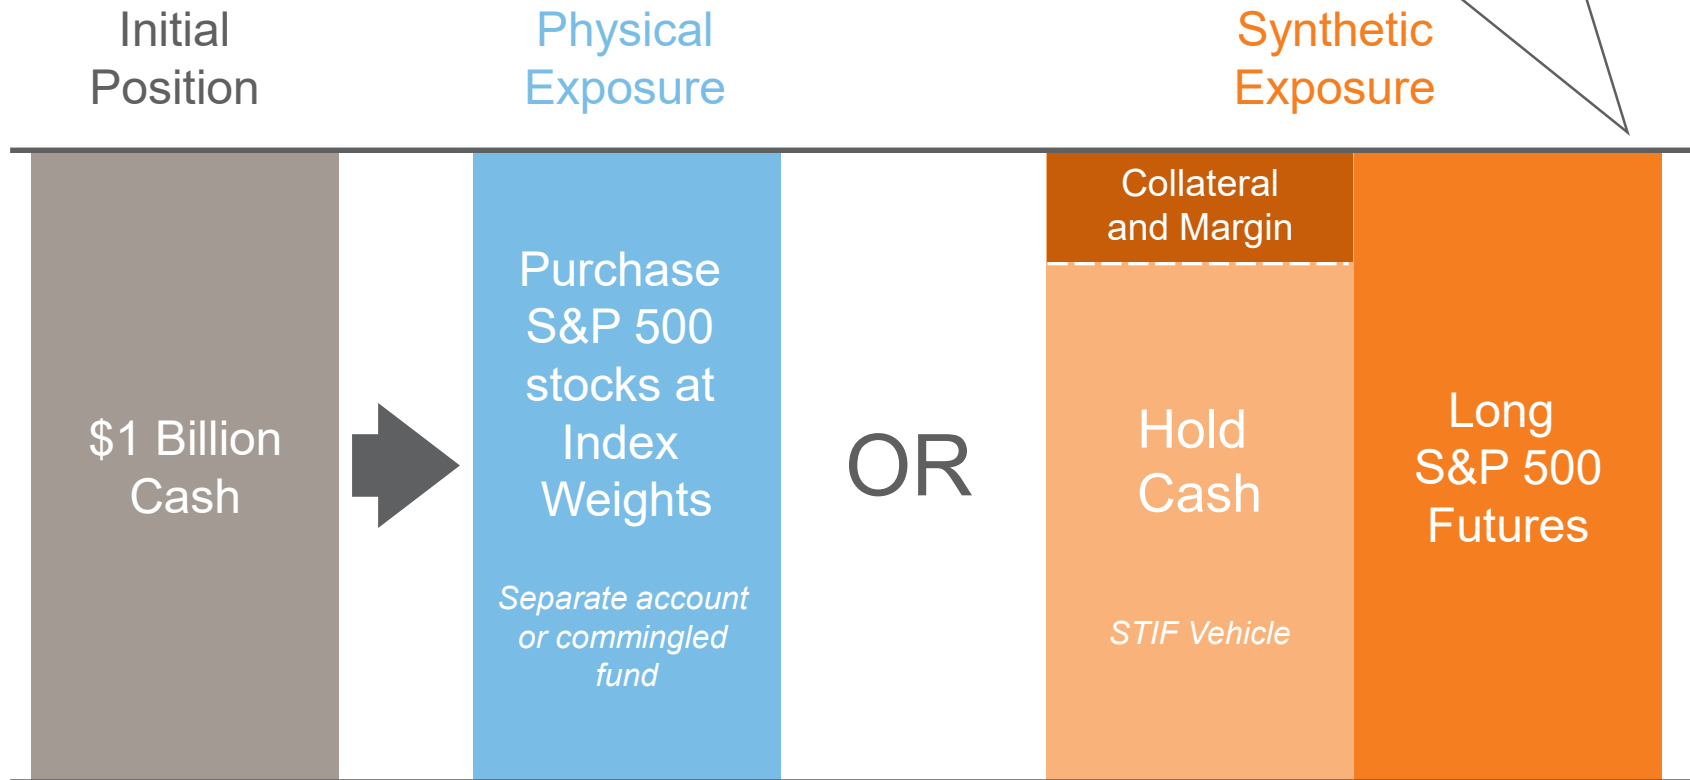 Initial
Position
Physical
Exposure
Synthetic
Exposure
$1 Billion
Cash
Purchase
S&P 500
stocks at
Index
Weights
Separate account
or commingled
fund
OR
Collateral
and Margin
Hold
Cash
STIF Vehicle
Long
S&P 500
Futures